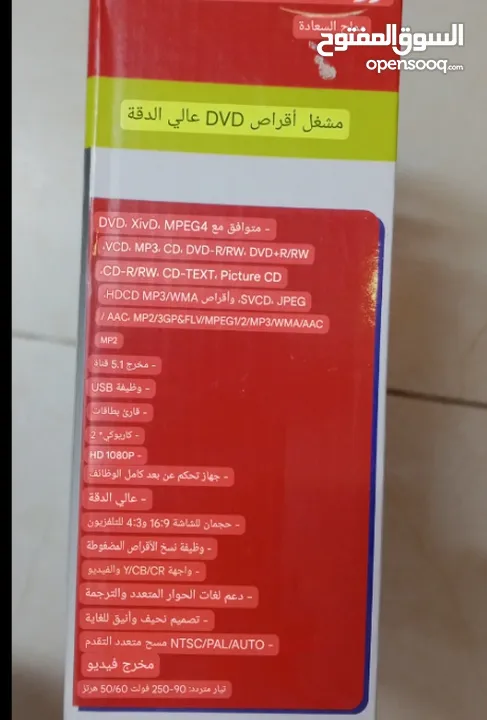 السوق المفتوح
opensooq.com
السعادة
مشغل أقراص DVD عالي الدقة
- متوافق مع DVD، XivD، MPEG4
،VCD، MP3، CD، DVD-R/RW، DVD+R/RW
،CD-R/RW، CD-TEXT، Picture CD
،HDCD MP3/WMA وأقراص ،SVCD، JPEG
/ AAC، MP2/3GP&FLV/MPEG1/2/MP3/WMA/AAC
MP2
- مخرج 5.1 قناة
- وظيفة USB
- قارئ بطاقات
- كاريوكي* 2
HD 1080P -
- جهاز تحكم عن بعد كامل الوظائف
- عالي الدقة
- حجمان للشاشة 16:9 و4:3 للتلفزيون
- وظيفة نسخ الأقراص المضغوطة
- واجهة Y/CB/CR والفيديو
- دعم لغات الحوار المتعدد والترجمة
- تصميم نحيف وأنيق للغاية
- NTSC/PAL/AUTO مسح متعدد التقدم
مخرج فيديو
تيار متردد: 90-250 فولت 50/60 هرتز